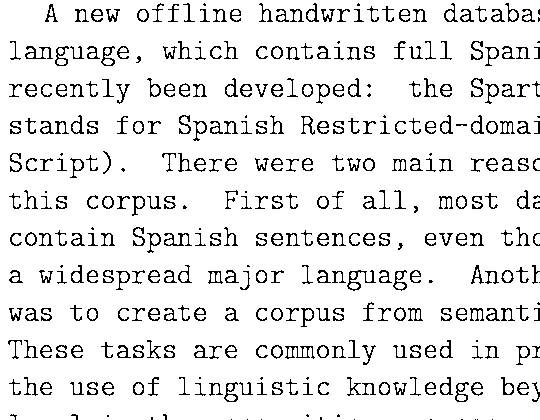 A new offline handwritten databas
language, which contains full Spani
recently been developed: the Spart
stands for Spanish Restricted-domai
Script). There were two main reaso
this corpus. First of all, most da
contain Spanish sentences, even tho
a widespread major language. Anoth
was to create a corpus from semanti
These tasks are commonly used in pr
the use of linguistic knowledge bey